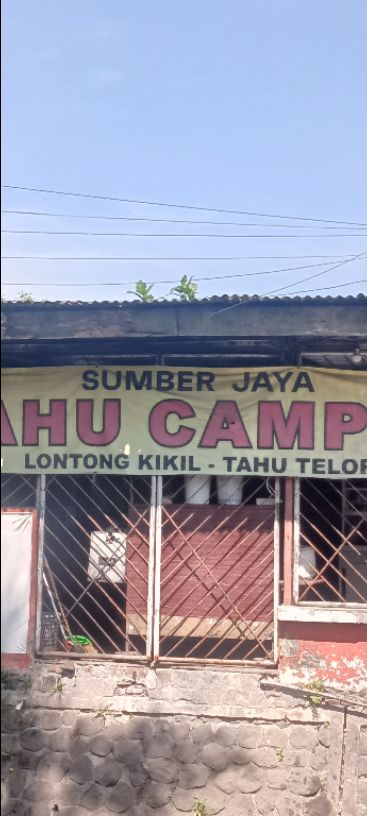 SUMBER JAYA
AHU CAMP
LONTONG KIKIL - TAHU TELOR